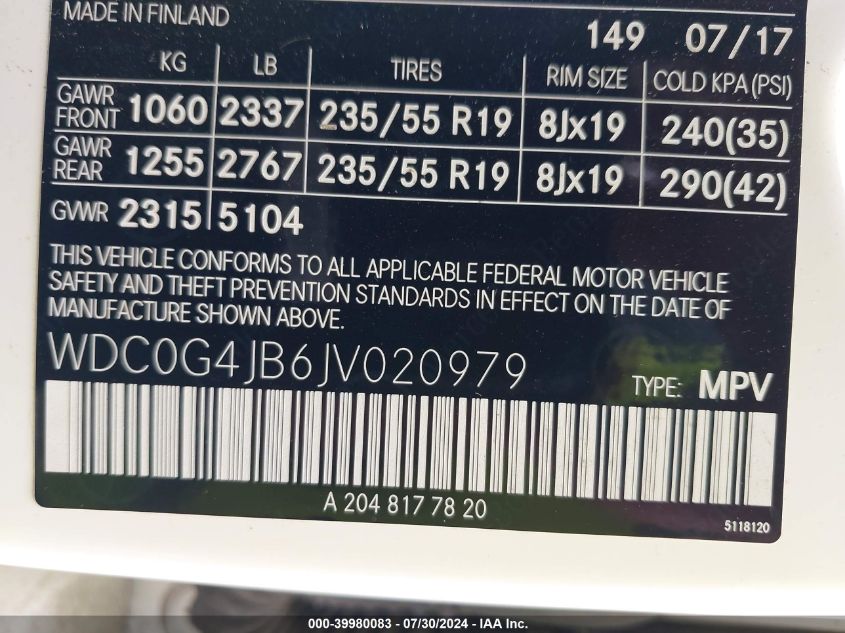 MADE IN FINLAND
149 07/17
KG LB TIRES RIM SIZE COLD KPA (PSI)
GAWR FRONT 1060 2337 235/55 R19 8Jx19 240(35)
GAWR REAR 1255 2767 235/55 R19 8Jx19 290(42)
GVWR 2315 5104
THIS VEHICLE CONFORMS TO ALL APPLICABLE FEDERAL MOTOR VEHICLE
SAFETY AND THEFT PREVENTION STANDARDS IN EFFECT ON THE DATE OF
MANUFACTURE SHOWN ABOVE.
WDC0G4JB6JV020979
TYPE: MPV
A 204 817 78 20
5118120
000-39980083 - 07/30/2024 - IAA Inc.